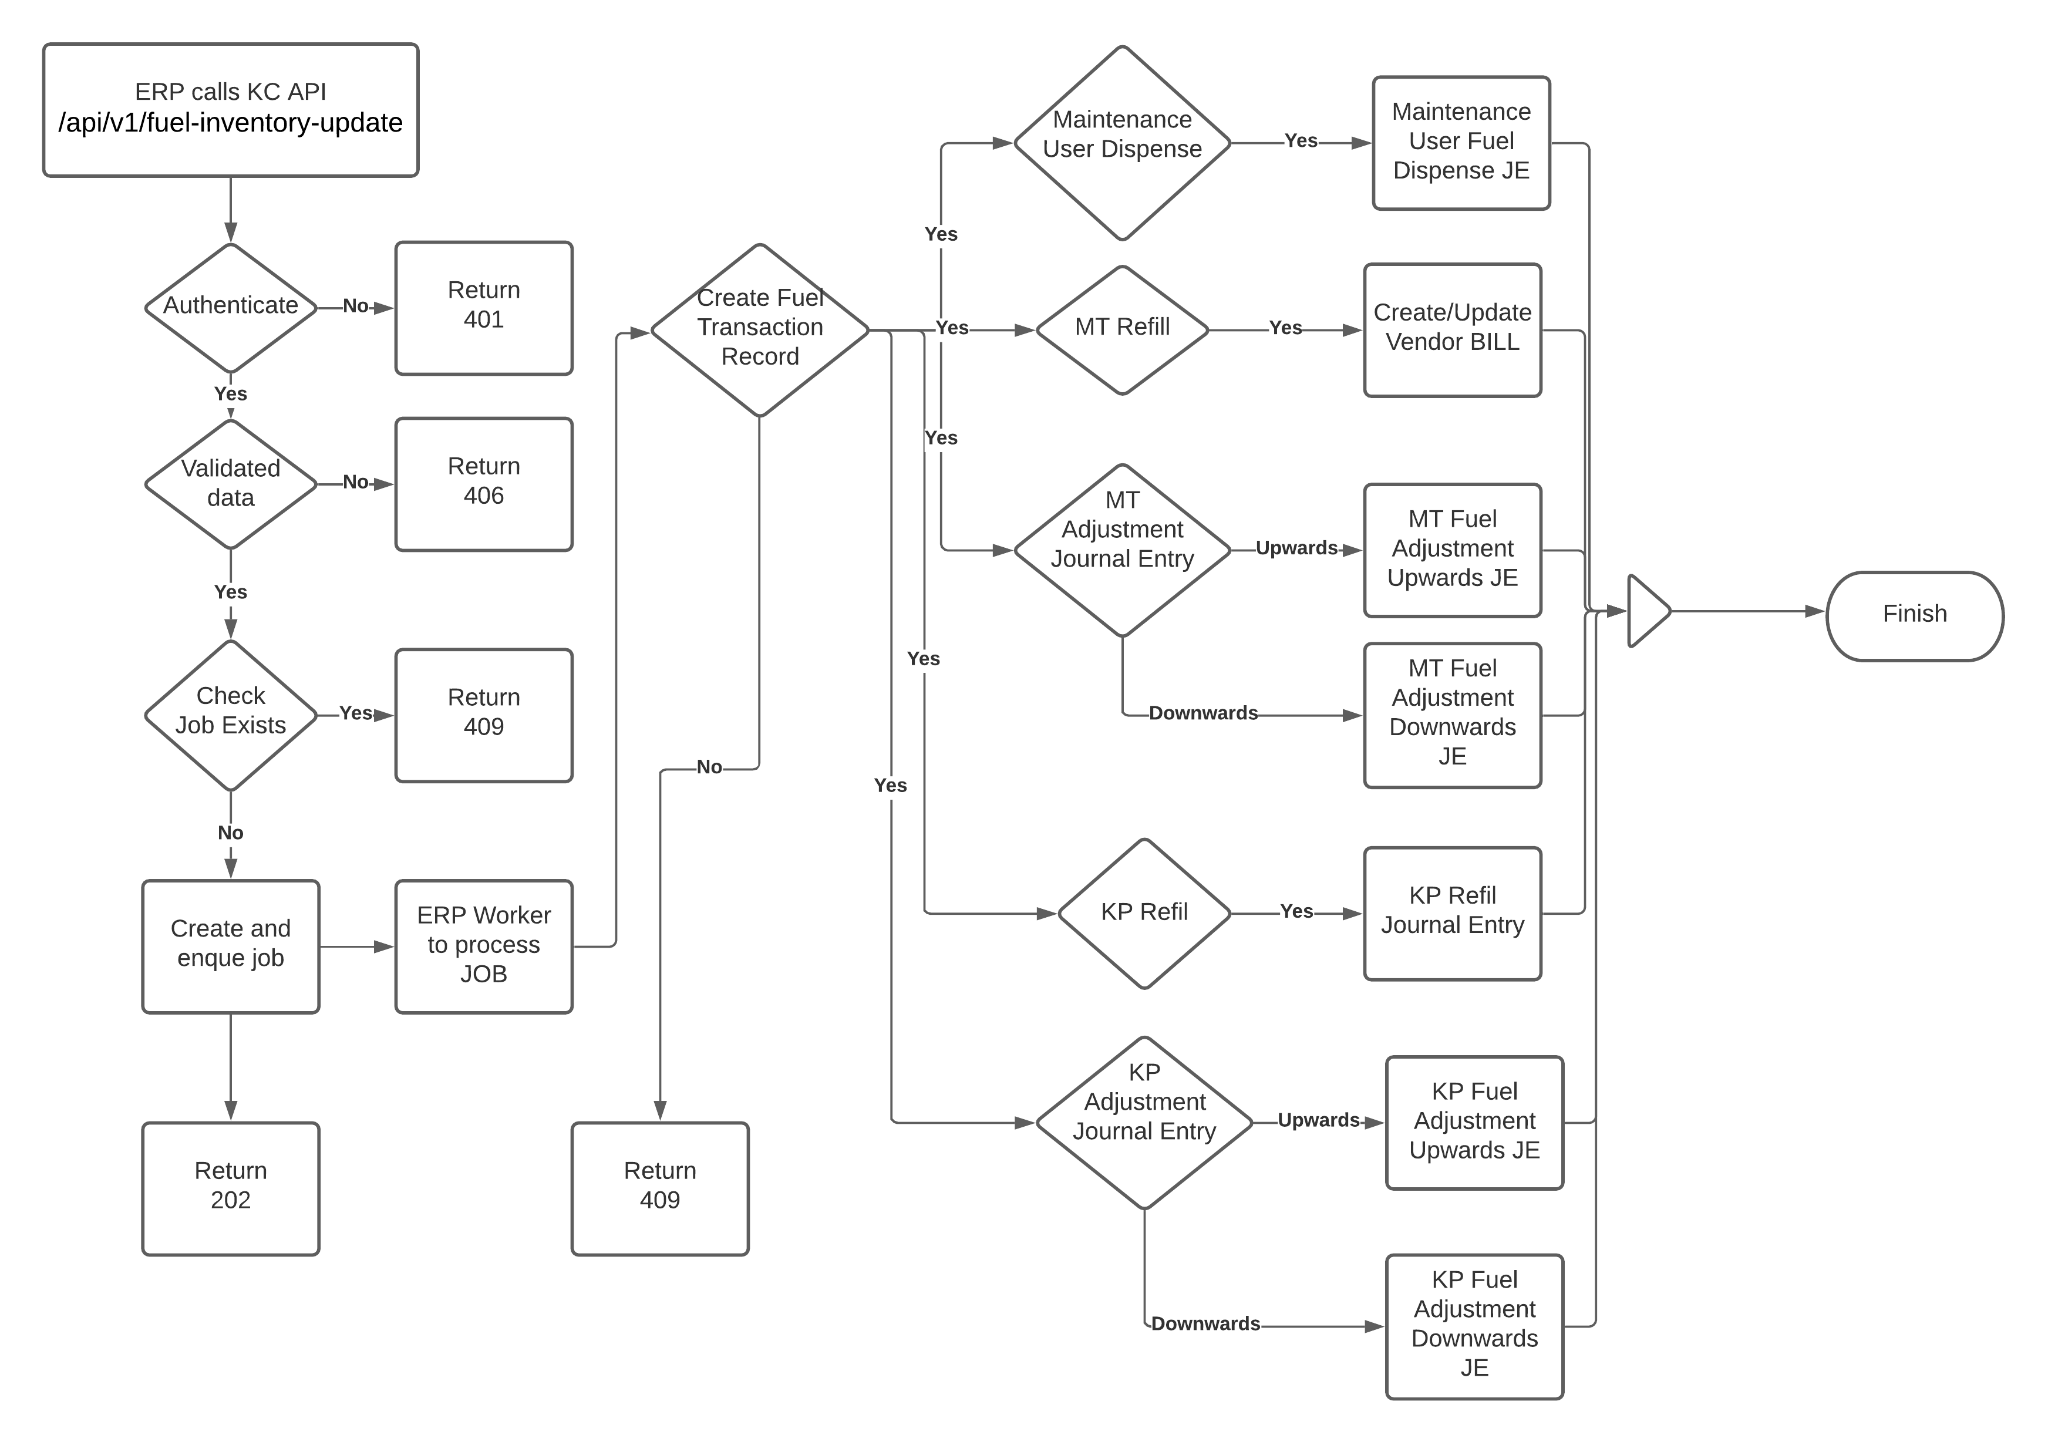 ERP calls KC API
/api/v1/fuel-inventory-update
Authenticate
No
Return
401
Yes
Validated
data
No
Return
406
Yes
Check
Job Exists
Yes
Return
409
No
Create and
enque job
ERP Worker
to process
JOB
Return
202
Create Fuel
Transaction
Record
No
Return
409
Yes
Maintenance
User Dispense
Yes
Maintenance
User Fuel
Dispense JE
Yes
MT Refill
Yes
Create/Update
Vendor BILL
Yes
MT
Adjustment
Journal Entry
Upwards
MT Fuel
Adjustment
Upwards JE
Downwards
MT Fuel
Adjustment
Downwards
JE
Yes
KP Refil
Yes
KP Refil
Journal Entry
Yes
KP
Adjustment
Journal Entry
Upwards
KP Fuel
Adjustment
Upwards JE
Downwards
KP Fuel
Adjustment
Downwards
JE
Finish